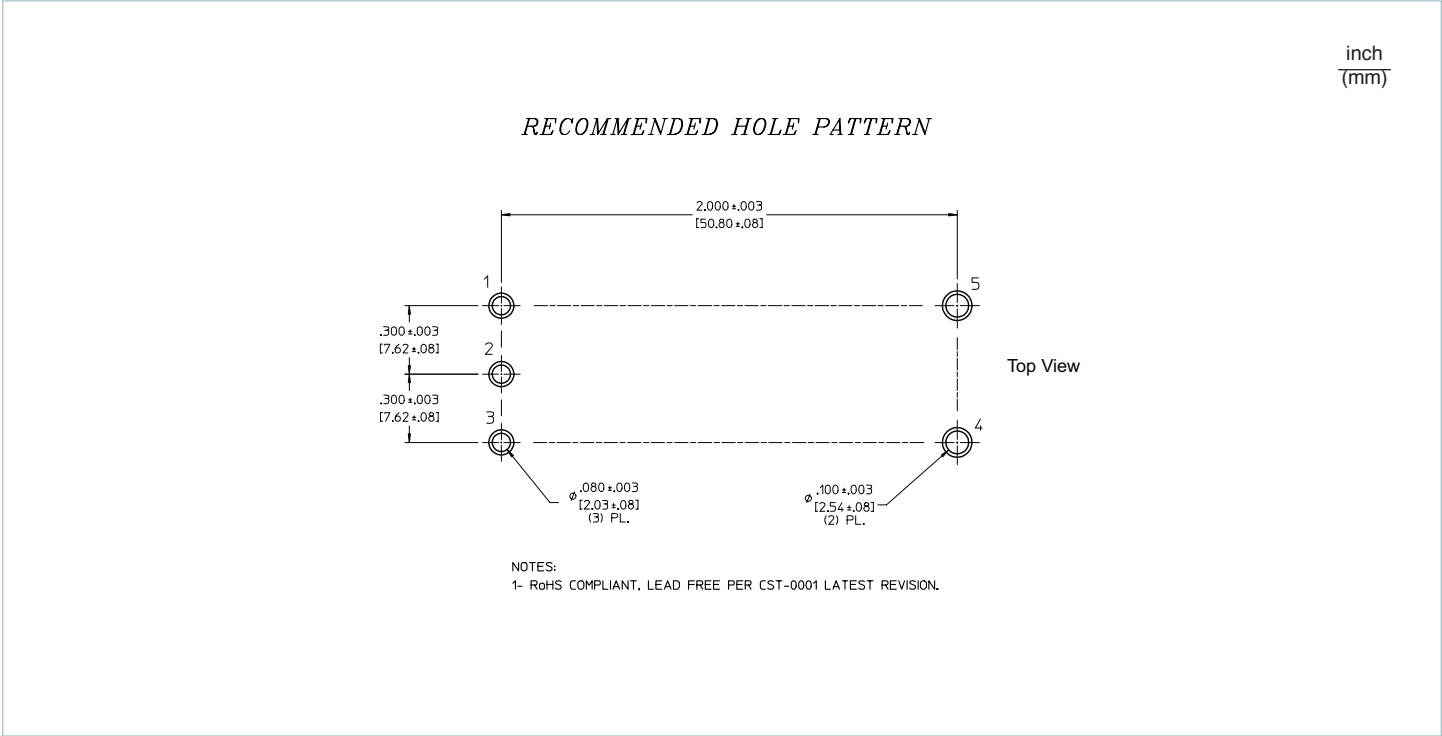 inch
(mm)
RECOMMENDED HOLE PATTERN
2.000±.003
[50.80±.08]
1
5
.300±.003
[7.62±.08]
2
Top View
.300±.003
[7.62±.08]
3
4
ø .080±.003
[2.03±.08]
(3) PL.
ø .100±.003
[2.54±.08]
(2) PL.
NOTES:
1- RoHS COMPLIANT, LEAD FREE PER CST-0001 LATEST REVISION.